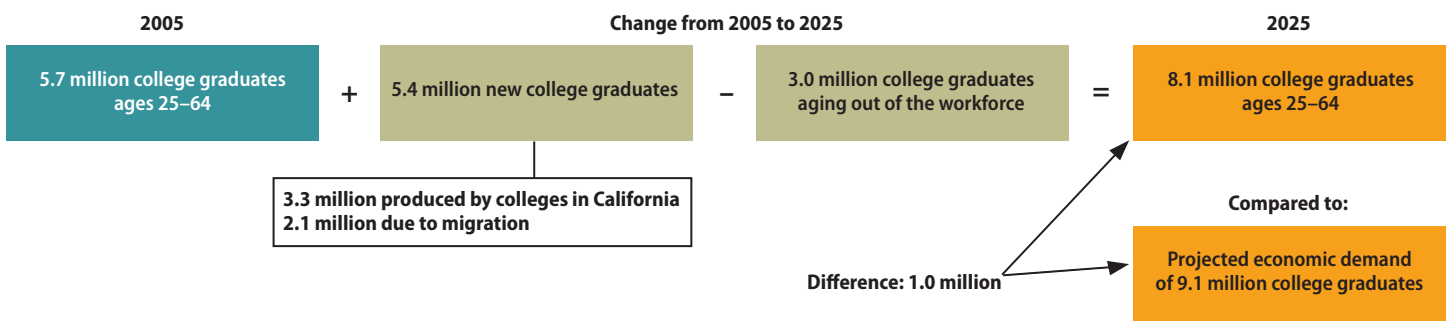 2005
Change from 2005 to 2025
2025
5.7 million college graduates
ages 25–64
+
5.4 million new college graduates
–
3.0 million college graduates
aging out of the workforce
=
8.1 million college graduates
ages 25–64
3.3 million produced by colleges in California
2.1 million due to migration
Compared to:
Difference: 1.0 million
Projected economic demand
of 9.1 million college graduates